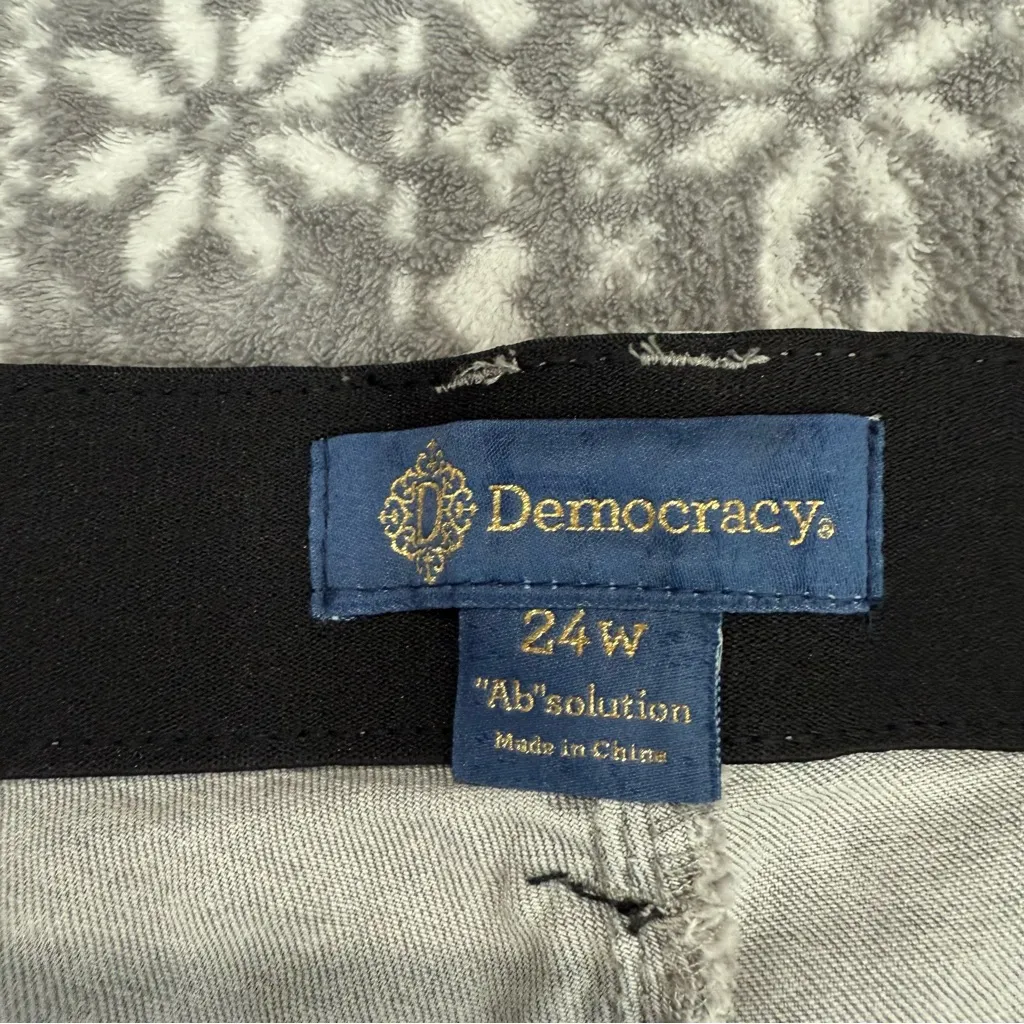 D
Democracy®
24W
"Ab"solution
Made in China